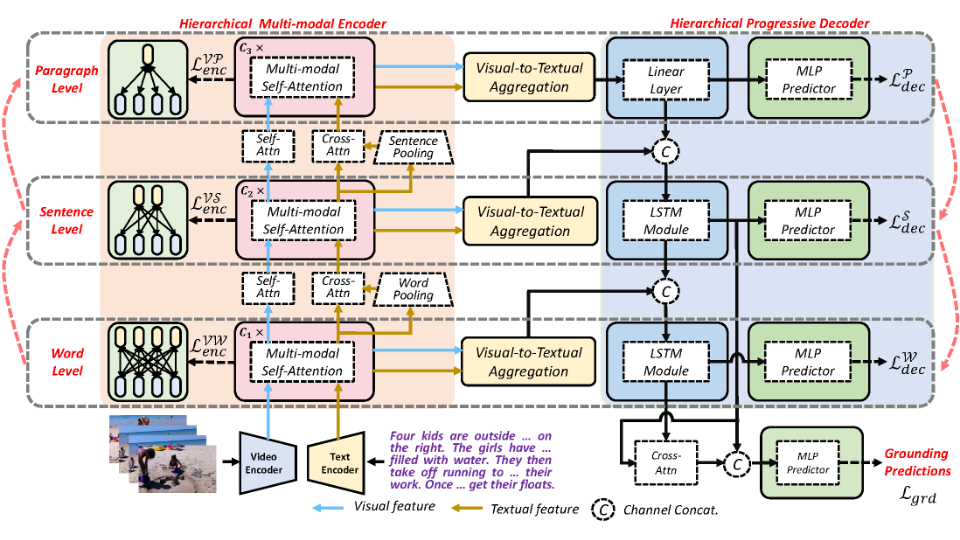 Hierarchical Multi-modal Encoder
Hierarchical Progressive Decoder
Paragraph
Level
$\mathcal{L}_{enc}^{\mathcal{VP}}$
C₃ ×
Multi-modal
Self-Attention
Visual-to-Textual
Aggregation
Linear
Layer
MLP
Predictor
$\mathcal{L}_{dec}^{\mathcal{P}}$
Self-
Attn
Cross-
Attn
Sentence
Pooling
C
Sentence
Level
$\mathcal{L}_{enc}^{\mathcal{VS}}$
C₂ ×
Multi-modal
Self-Attention
Visual-to-Textual
Aggregation
LSTM
Module
MLP
Predictor
$\mathcal{L}_{dec}^{\mathcal{S}}$
Self-
Attn
Cross-
Attn
Word
Pooling
C
Word
Level
$\mathcal{L}_{enc}^{\mathcal{VW}}$
C₁ ×
Multi-modal
Self-Attention
Visual-to-Textual
Aggregation
LSTM
Module
MLP
Predictor
$\mathcal{L}_{dec}^{\mathcal{W}}$
Video
Encoder
Text
Encoder
Four kids are outside ... on
the right. The girls have ...
filled with water. They then
take off running to ... their
work. Once ... get their floats.
Cross-
Attn
C
MLP
Predictor
Grounding
Predictions
$\mathcal{L}_{grd}$
Visual feature
Textual feature
C
Channel Concat.